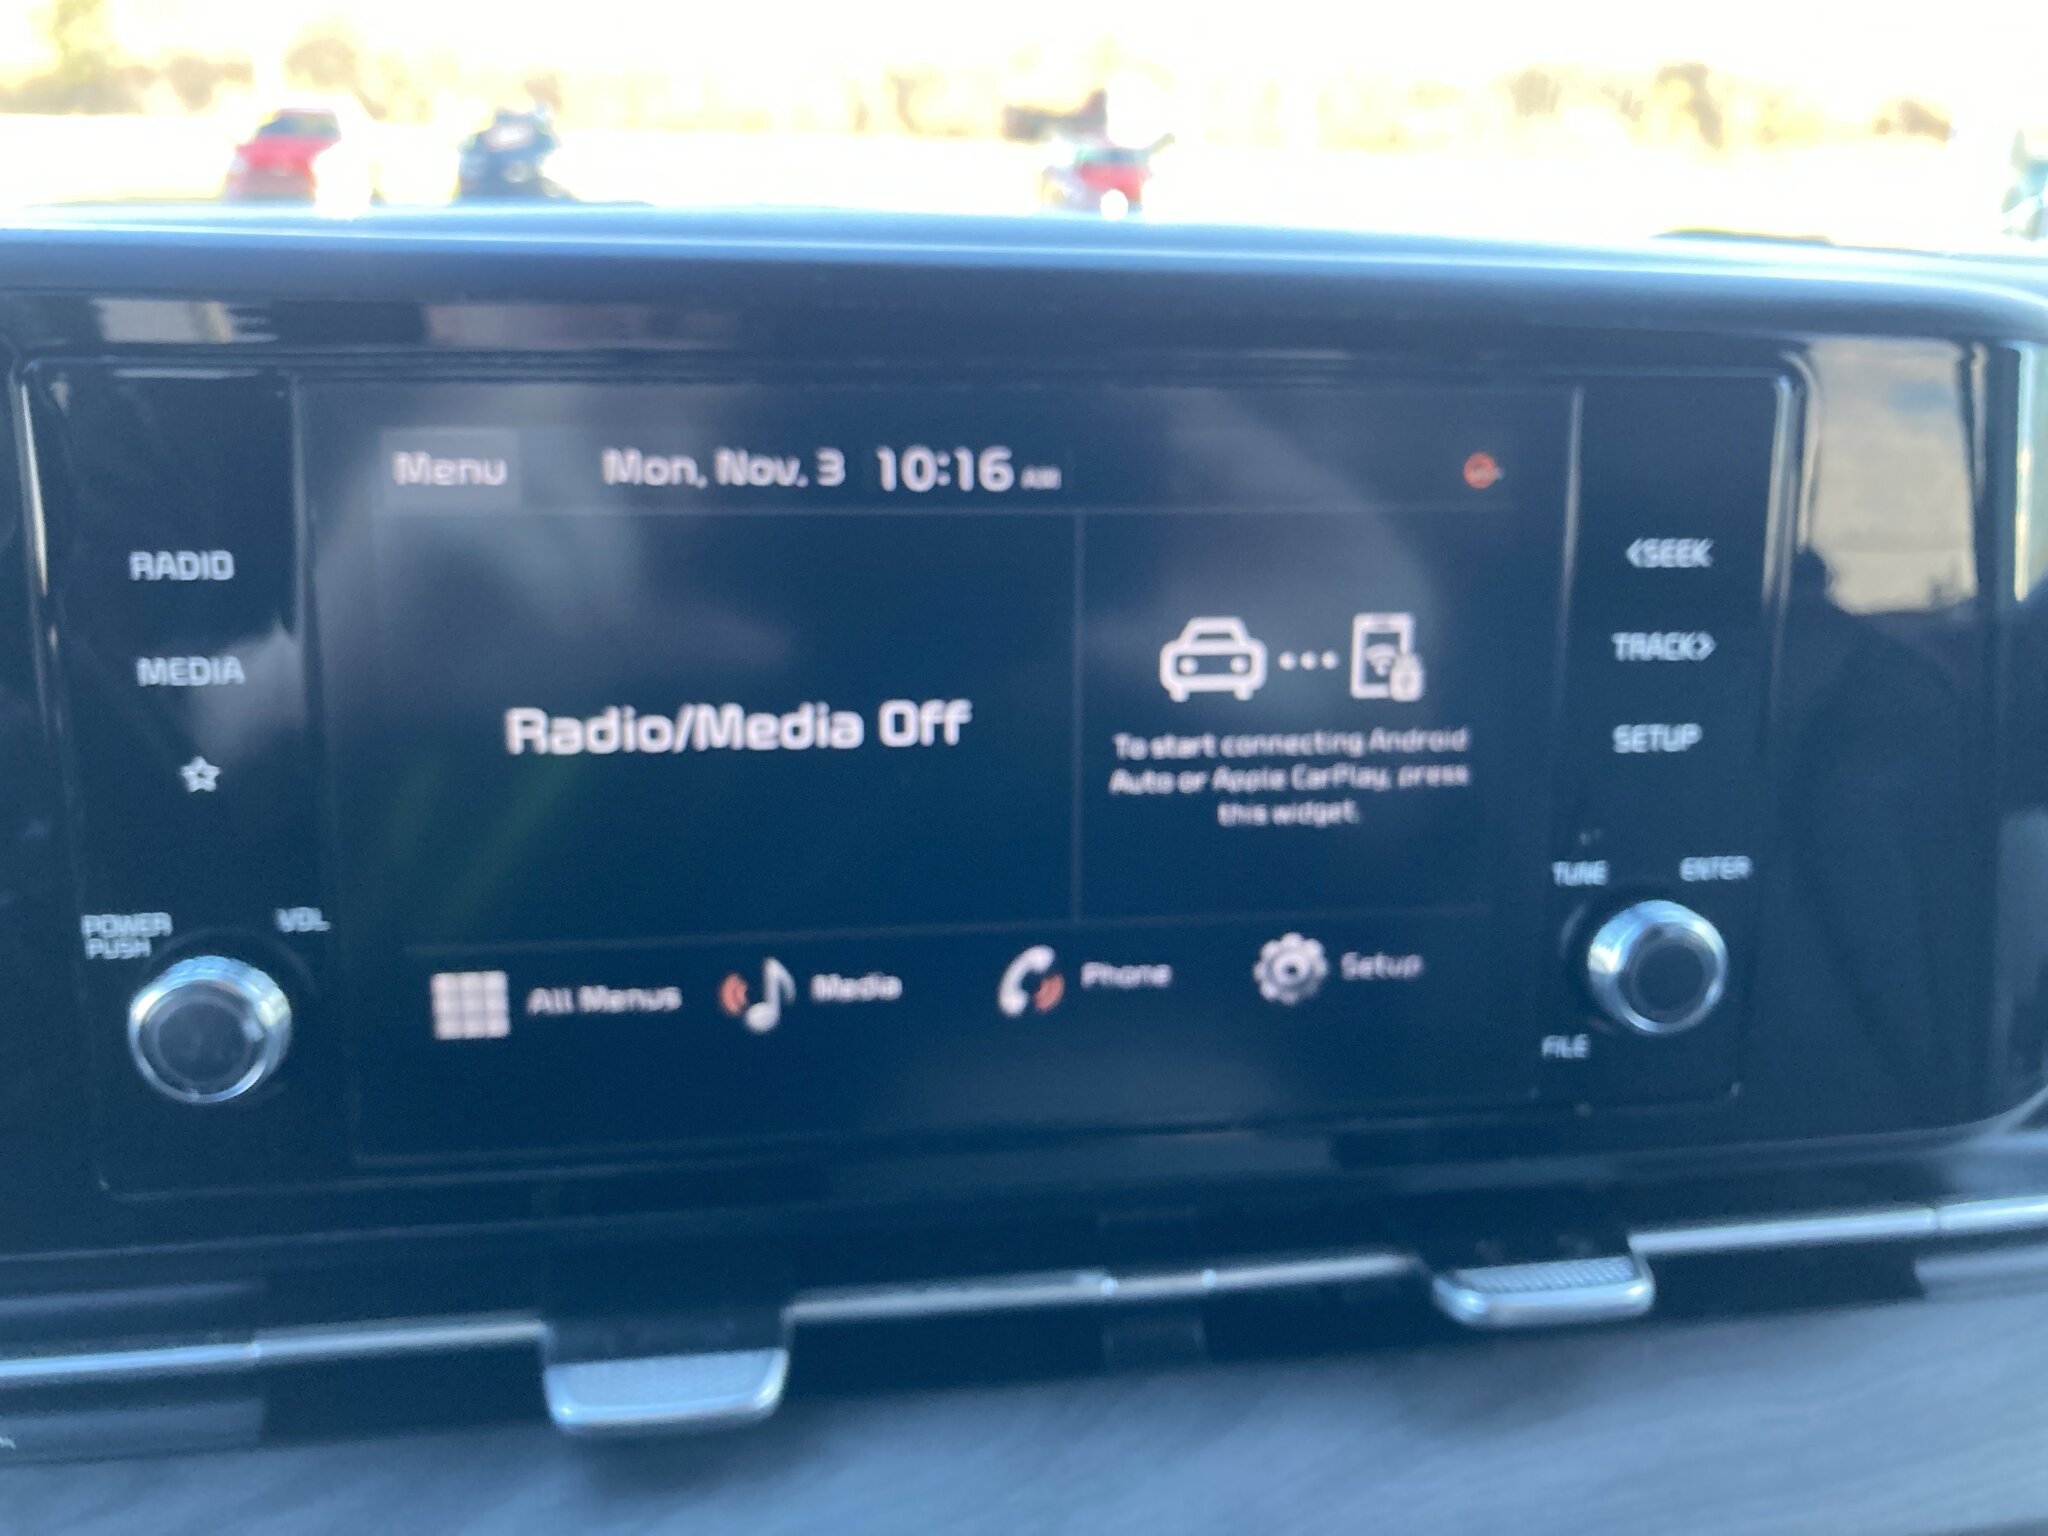 Menu Mon, Nov. 3 10:16 AM
RADIO
MEDIA
POWER
PUSH
VOL
Radio/Media Off
To start connecting Android
Auto or Apple CarPlay, press
this widget.
All Menus Media Phone Setup
<SEEK
TRACK>
SETUP
TUNE ENTER
FILE